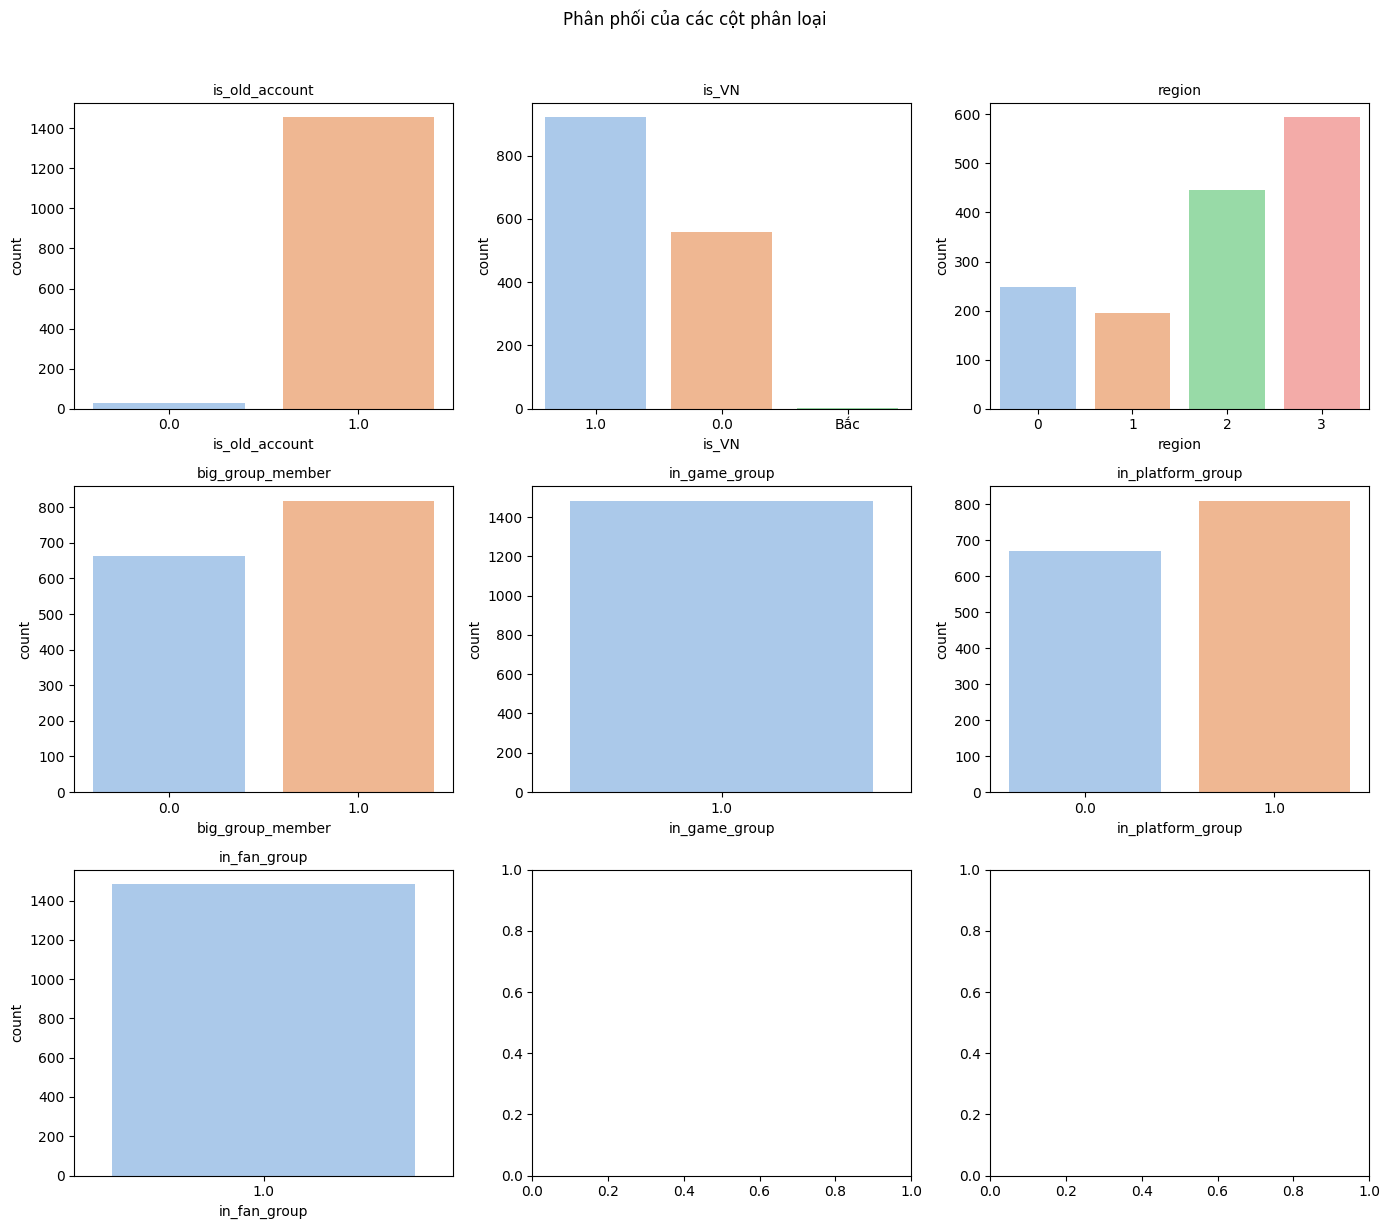 Phân phối của các cột phân loại
is_old_account
count
1400
1200
1000
800
600
400
200
0
0.0 1.0
is_old_account
is_VN
count
800
600
400
200
0
1.0 0.0 Bắc
is_VN
region
count
600
500
400
300
200
100
0
0 1 2 3
region
big_group_member
count
800
700
600
500
400
300
200
100
0
0.0 1.0
big_group_member
in_game_group
count
1400
1200
1000
800
600
400
200
0
1.0
in_game_group
in_platform_group
count
800
700
600
500
400
300
200
100
0
0.0 1.0
in_platform_group
in_fan_group
count
1400
1200
1000
800
600
400
200
0
1.0
in_fan_group
1.0
0.8
0.6
0.4
0.2
0.0
0.0 0.2 0.4 0.6 0.8 1.0
1.0
0.8
0.6
0.4
0.2
0.0
0.0 0.2 0.4 0.6 0.8 1.0